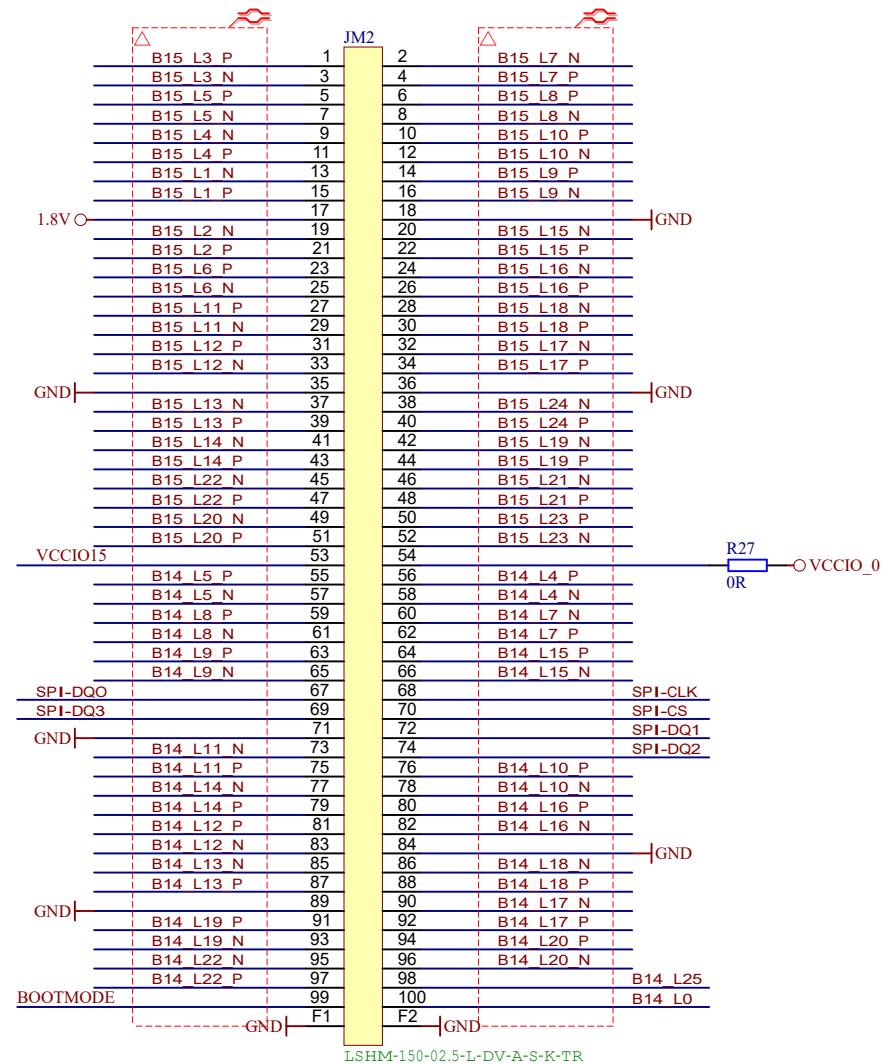 JM2
B15_L3_P 1 2 B15_L7_N
B15_L3_N 3 4 B15_L7_P
B15_L5_P 5 6 B15_L8_P
B15_L5_N 7 8 B15_L8_N
B15_L4_N 9 10 B15_L10_P
B15_L4_P 11 12 B15_L10_N
B15_L1_N 13 14 B15_L9_P
B15_L1_P 15 16 B15_L9_N
1.8V 17 18 GND
B15_L2_N 19 20 B15_L15_N
B15_L2_P 21 22 B15_L15_P
B15_L6_P 23 24 B15_L16_N
B15_L6_N 25 26 B15_L16_P
B15_L11_P 27 28 B15_L18_N
B15_L11_N 29 30 B15_L18_P
B15_L12_P 31 32 B15_L17_N
B15_L12_N 33 34 B15_L17_P
GND 35 36 GND
B15_L13_N 37 38 B15_L24_N
B15_L13_P 39 40 B15_L24_P
B15_L14_N 41 42 B15_L19_N
B15_L14_P 43 44 B15_L19_P
B15_L22_N 45 46 B15_L21_N
B15_L22_P 47 48 B15_L21_P
B15_L20_N 49 50 B15_L23_P
B15_L20_P 51 52 B15_L23_N
VCCIO15 53 54 R27 0R VCCIO_0
B14_L5_P 55 56 B14_L4_P
B14_L5_N 57 58 B14_L4_N
B14_L8_P 59 60 B14_L7_N
B14_L8_N 61 62 B14_L7_P
B14_L9_P 63 64 B14_L15_P
B14_L9_N 65 66 B14_L15_N
SPI-DQ0 67 68 SPI-CLK
SPI-DQ3 69 70 SPI-CS
GND 71 72 SPI-DQ1
B14_L11_N 73 74 SPI-DQ2
B14_L11_P 75 76 B14_L10_P
B14_L14_N 77 78 B14_L10_N
B14_L14_P 79 80 B14_L16_P
B14_L12_P 81 82 B14_L16_N
B14_L12_N 83 84 GND
B14_L13_N 85 86 B14_L18_N
B14_L13_P 87 88 B14_L18_P
GND 89 90 B14_L17_N
B14_L19_P 91 92 B14_L17_P
B14_L19_N 93 94 B14_L20_P
B14_L22_N 95 96 B14_L20_N
B14_L22_P 97 98 B14_L25
BOOTMODE 99 100 B14_L0
GND F1 F2 GND
LSHM-150-02.5-L-DV-A-S-K-TR